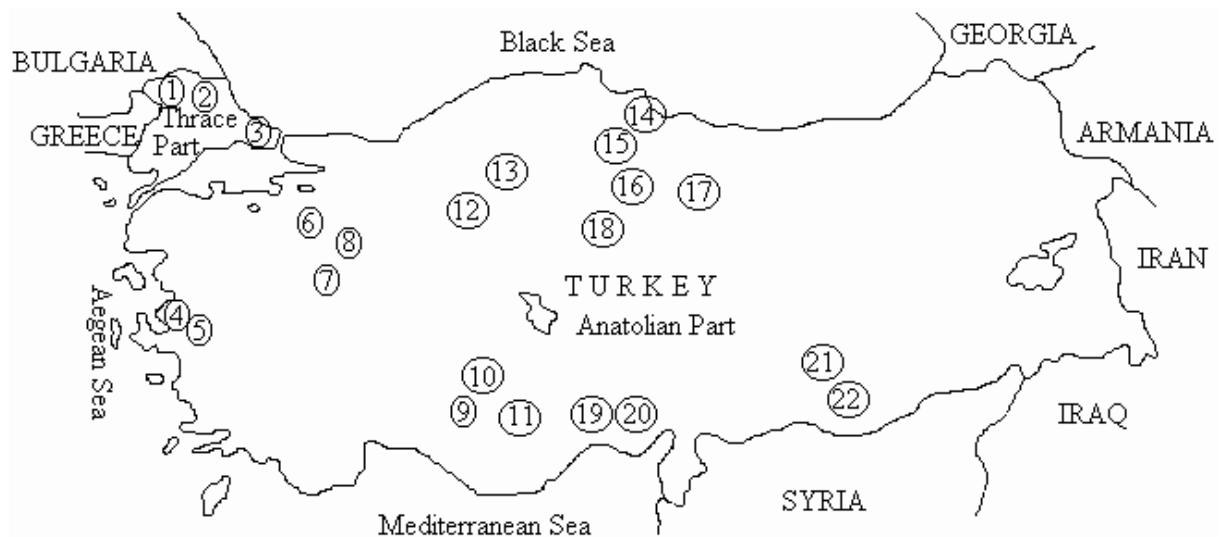 Black Sea
GEORGIA
BULGARIA
1
2
14
Thrace
3
GREECE
Part
ARMANIA
15
13
16
17
12
6
18
8
IRAN
7
TURKEY
4
Anatolian Part
5
Aegean Sea
21
10
22
9
11
19
20
IRAQ
SYRIA
Mediterranean Sea